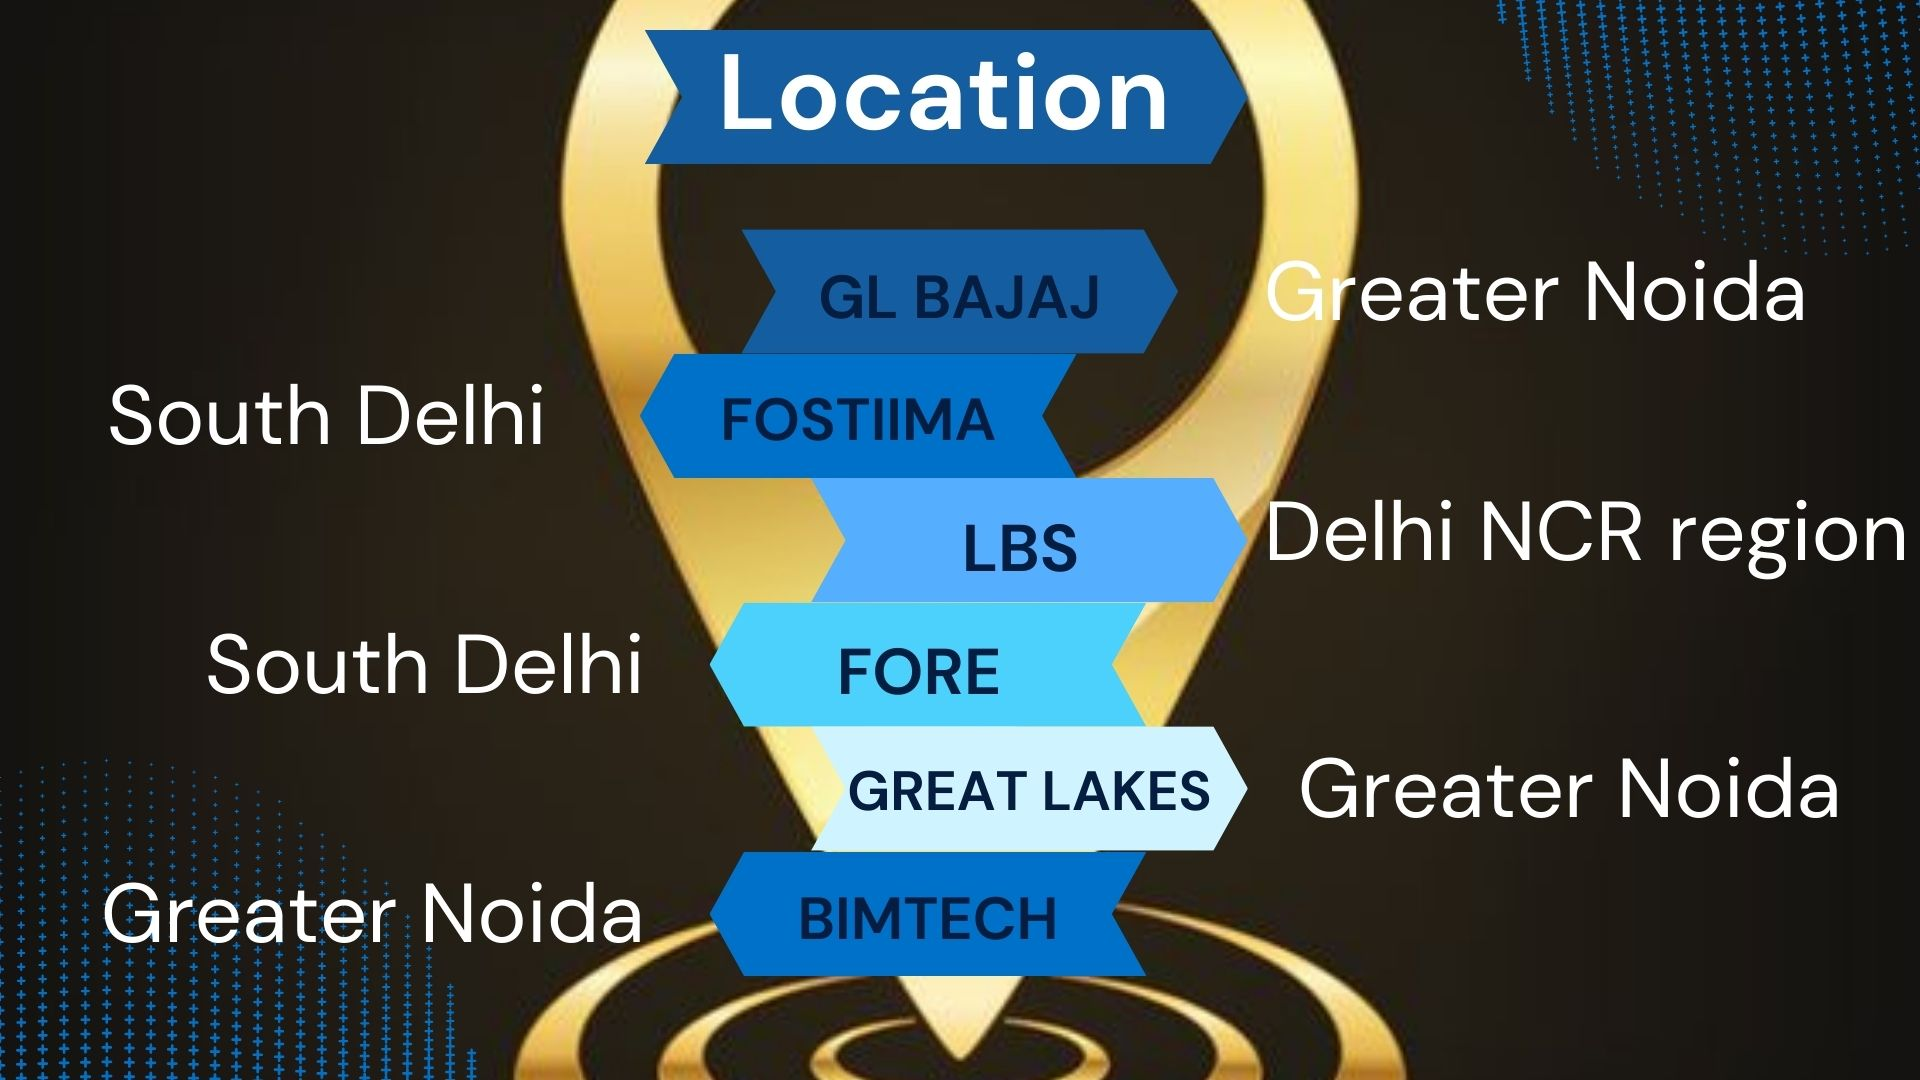 Location
GL BAJAJ
Greater Noida
South Delhi
FOSTIIMA
LBS
Delhi NCR region
South Delhi
FORE
GREAT LAKES
Greater Noida
Greater Noida
BIMTECH